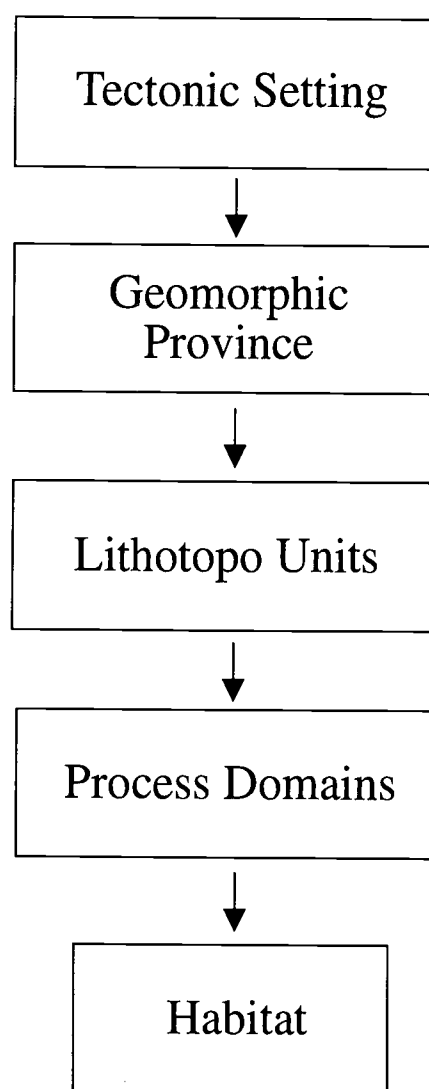 Tectonic Setting
Geomorphic
Province
Lithotopo Units
Process Domains
Habitat